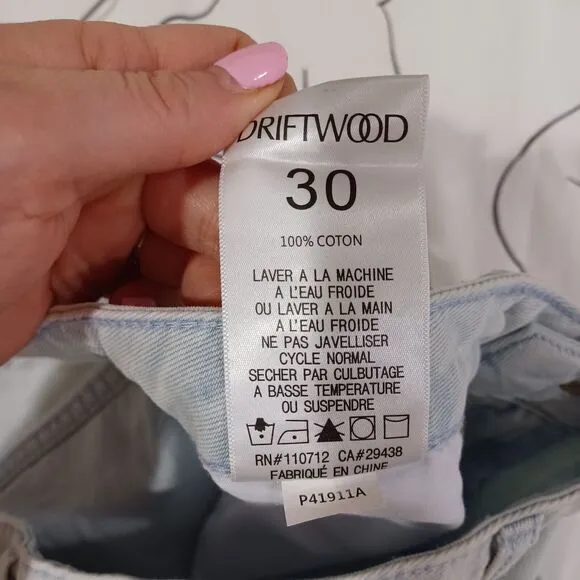 DRIFTWOOD
30
100% COTON
LAVER A LA MACHINE
A L'EAU FROIDE
OU LAVER A LA MAIN
A L'EAU FROIDE
NE PAS JAVELLISER
CYCLE NORMAL
SECHER PAR CULBUTAGE
A BASSE TEMPERATURE
OU SUSPENDRE
RN#110712 CA#29438
FABRIQUÉ EN CHINE
P41911A